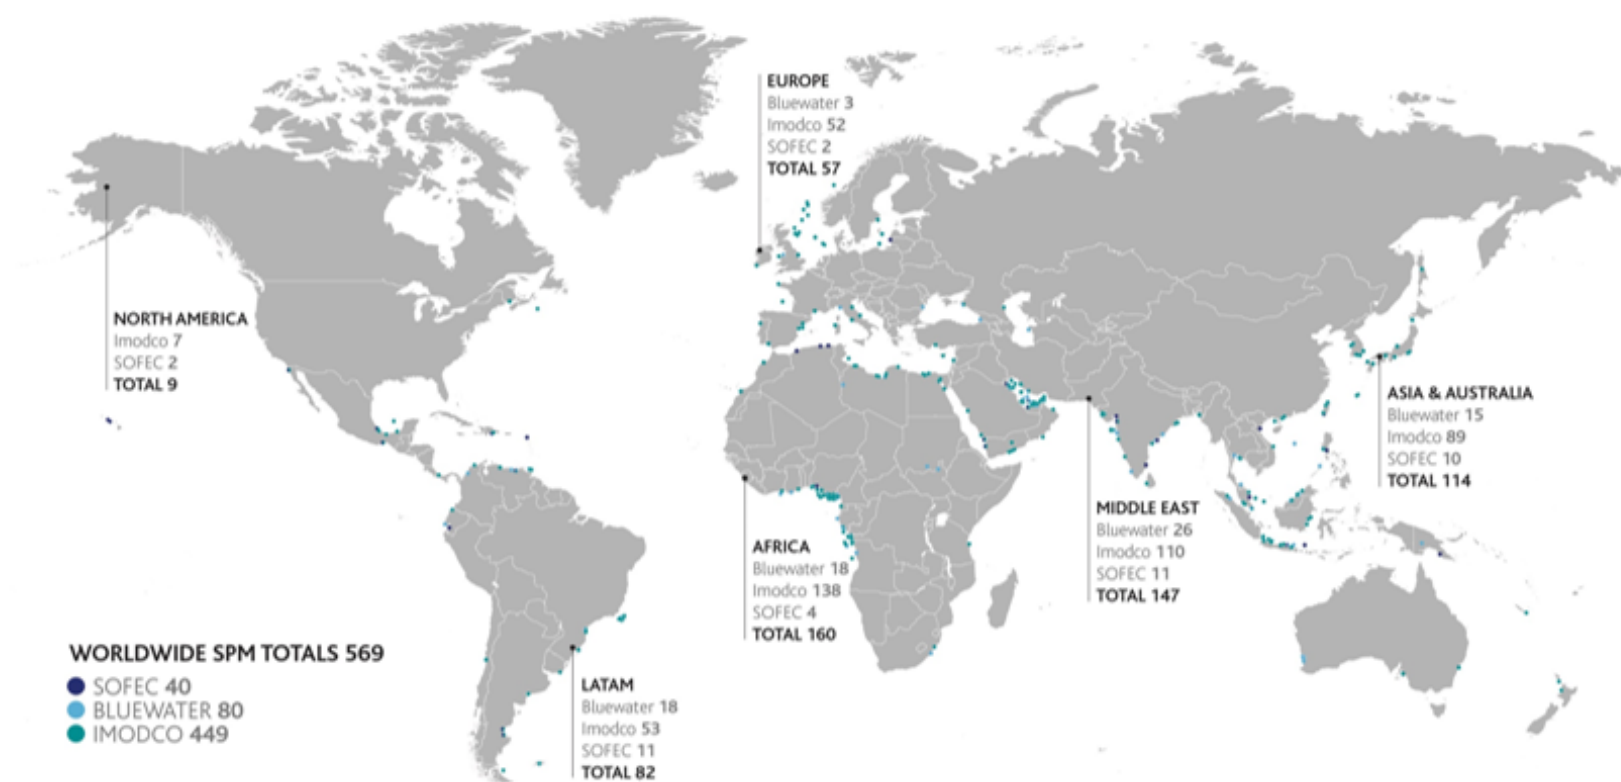 EUROPE
Bluewater 3
Imodco 52
SOFEC 2
TOTAL 57
NORTH AMERICA
Imodco 7
SOFEC 2
TOTAL 9
ASIA & AUSTRALIA
Bluewater 15
Imodco 89
SOFEC 10
TOTAL 114
MIDDLE EAST
Bluewater 26
Imodco 110
SOFEC 11
TOTAL 147
AFRICA
Bluewater 18
Imodco 138
SOFEC 4
TOTAL 160
LATAM
Bluewater 18
Imodco 53
SOFEC 11
TOTAL 82
WORLDWIDE SPM TOTALS 569
SOFEC 40
BLUEWATER 80
IMODCO 449